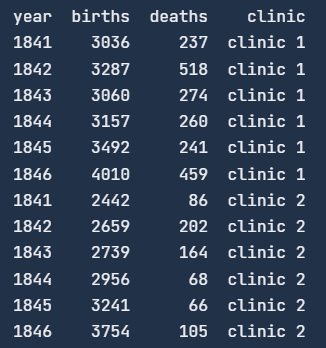 year births deaths clinic
1841 3036 237 clinic 1
1842 3287 518 clinic 1
1843 3060 274 clinic 1
1844 3157 260 clinic 1
1845 3492 241 clinic 1
1846 4010 459 clinic 1
1841 2442 86 clinic 2
1842 2659 202 clinic 2
1843 2739 164 clinic 2
1844 2956 68 clinic 2
1845 3241 66 clinic 2
1846 3754 105 clinic 2